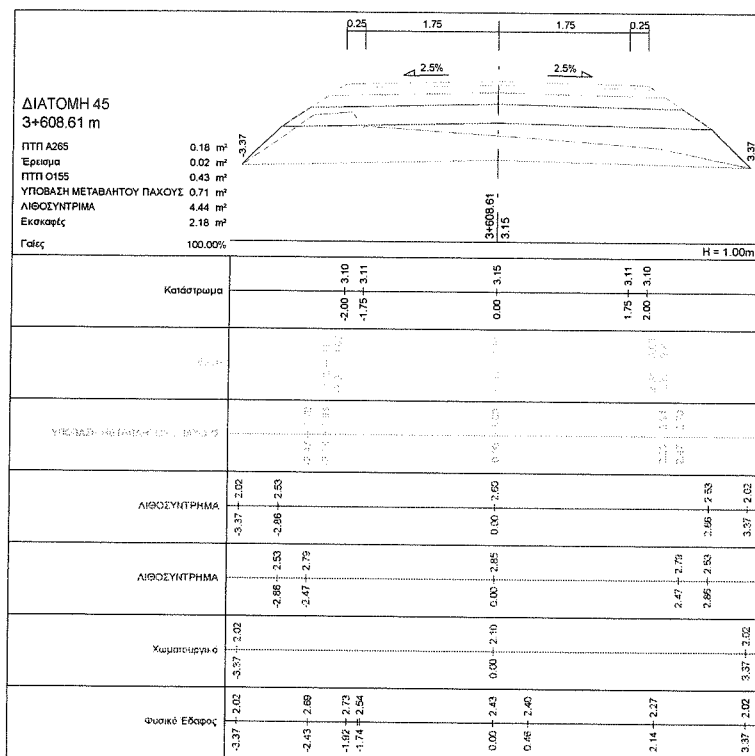 0.25 1.75 1.75 0.25
2.5% 2.5%
ΔΙΑΤΟΜΗ 45
3+608.61 m
ΠΤΠ Α265 0.18 m²
Έρεισμα 0.02 m²
ΠΤΠ Ο155 0.43 m²
ΥΠΟΒΑΣΗ ΜΕΤΑΒΛΗΤΟΥ ΠΑΧΟΥΣ 0.71 m²
ΛΙΘΟΣΥΝΤΡΙΜΑ 4.44 m²
Εκσκαφές 2.18 m²
Γαίες 100.00%
-3.37 3.37
3+608.61
3.15
H = 1.00m
Κατάστρωμα
3.10 3.11 3.15 3.11 3.10
-2.00 -1.75 0.00 1.75 2.00
ΛΙΘΟΣΥΝΤΡΗΜΑ
2.02 2.53 2.60 2.53 2.02
-3.37 -2.86 0.00 2.86 3.37
ΛΙΘΟΣΥΝΤΡΗΜΑ
2.53 2.79 2.85 2.79 2.53
-2.86 -2.47 0.00 2.47 2.86
Χωματουργικά
2.02 2.10 2.02
-3.37 0.00 3.37
Φυσικό Έδαφος
2.02 2.69 2.73 2.54 2.43 2.40 2.27 2.02
-3.37 -2.43 -1.92 -1.74 0.00 0.46 2.14 3.37